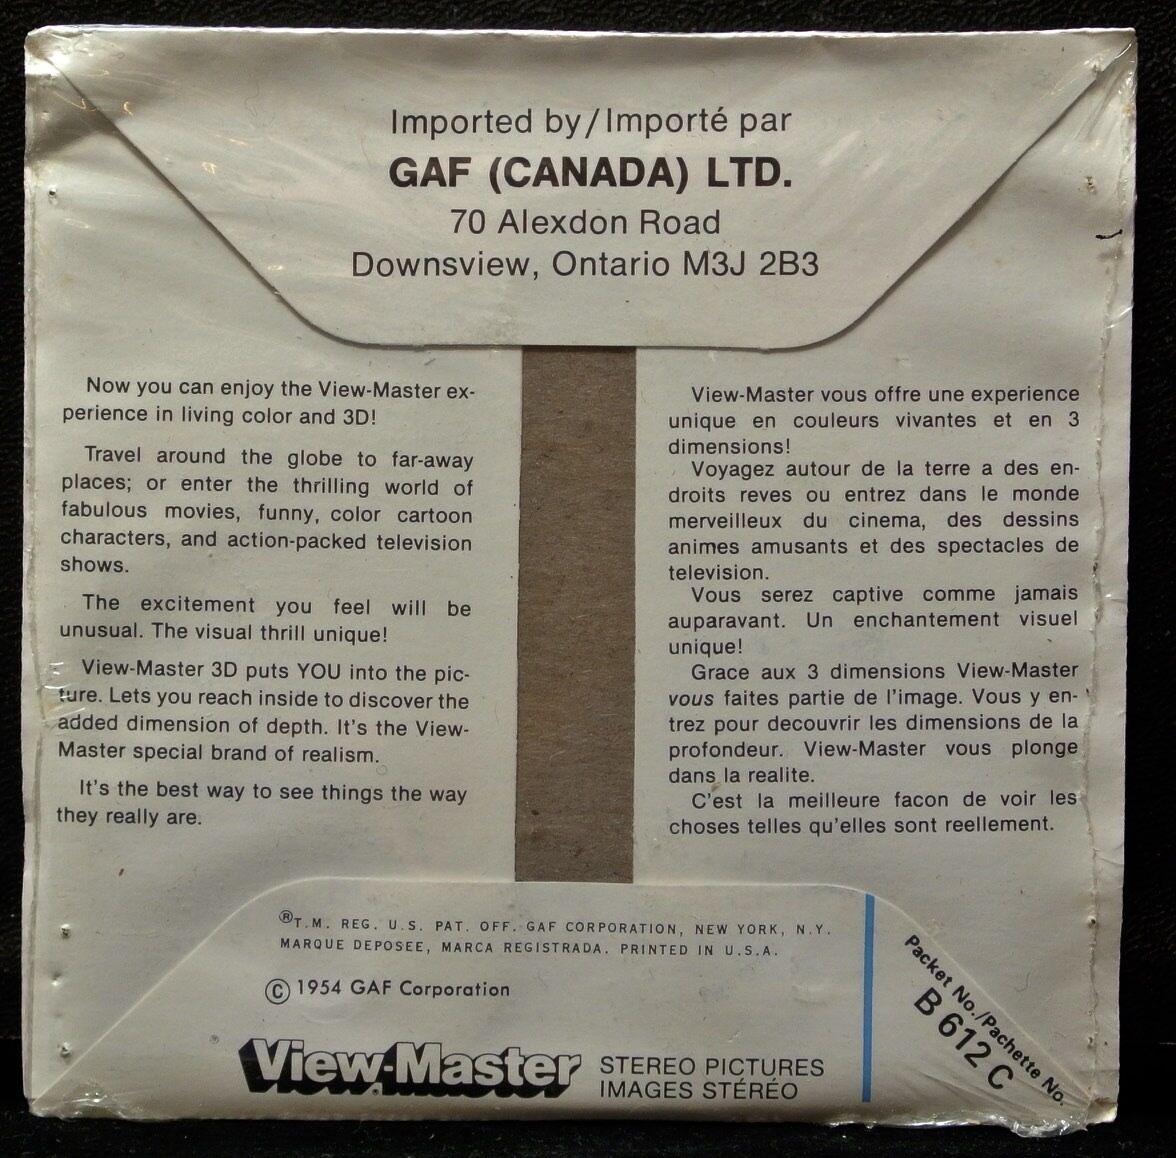 Imported by/Importé par
GAF (CANADA) LTD.
70 Alexdon Road
Downsview, Ontario M3J 2B3
Now you can enjoy the View-Master ex-
perience in living color and 3D!
Travel around the globe to far-away
places; or enter the thrilling world of
fabulous movies, funny, color cartoon
characters, and action-packed television
shows.
The excitement you feel will be
unusual. The visual thrill unique!
View-Master 3D puts YOU into the pic-
ture. Lets you reach inside to discover the
added dimension of depth. It's the View-
Master special brand of realism.
It's the best way to see things the way
they really are.
View-Master vous offre une experience
unique en couleurs vivantes et en 3
dimensions!
Voyagez autour de la terre a des en-
droits reves ou entrez dans le monde
merveilleux du cinema, des dessins
animes amusants et des spectacles de
television.
Vous serez captive comme jamais
auparavant. Un enchantement visuel
unique!
Grace aux 3 dimensions View-Master
vous faites partie de l'image. Vous y en-
trez pour decouvrir les dimensions de la
profondeur. View-Master vous plonge
dans la realite.
C'est la meilleure facon de voir les
choses telles qu'elles sont reellement.
®T.M. REG. U.S. PAT. OFF. GAF CORPORATION, NEW YORK, N.Y.
MARQUE DEPOSEE, MARCA REGISTRADA. PRINTED IN U.S.A.
© 1954 GAF Corporation
View-Master®
STEREO PICTURES
IMAGES STÉRÉO
Packet No./Pachette No.
B 612 C